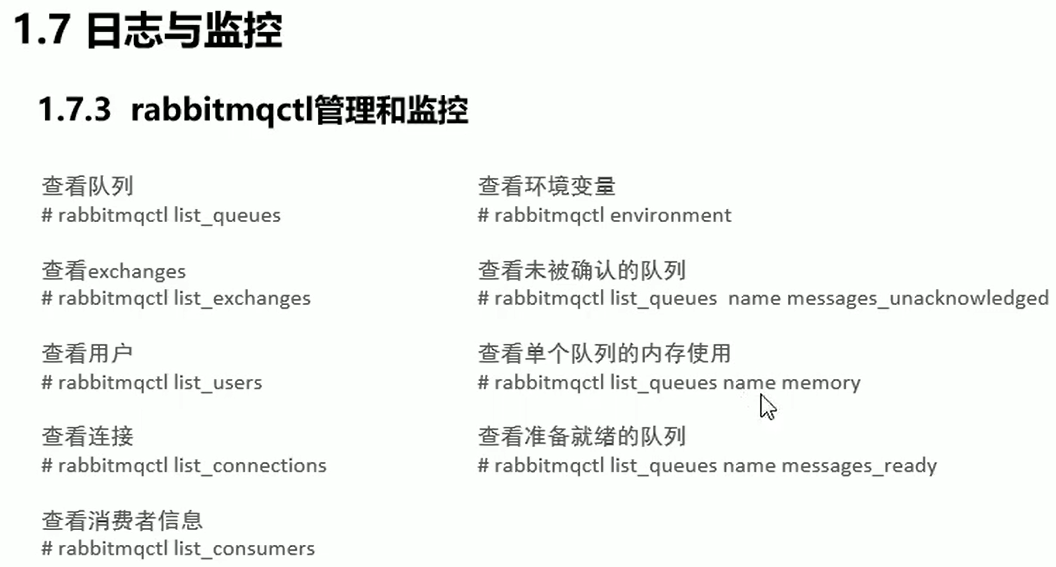 1.7 日志与监控
1.7.3 rabbitmqctl管理和监控
查看队列
# rabbitmqctl list_queues
查看exchanges
# rabbitmqctl list_exchanges
查看用户
# rabbitmqctl list_users
查看连接
# rabbitmqctl list_connections
查看消费者信息
# rabbitmqctl list_consumers
查看环境变量
# rabbitmqctl environment
查看未被确认的队列
# rabbitmqctl list_queues name messages_unacknowledged
查看单个队列的内存使用
# rabbitmqctl list_queues name memory
查看准备就绪的队列
# rabbitmqctl list_queues name messages_ready